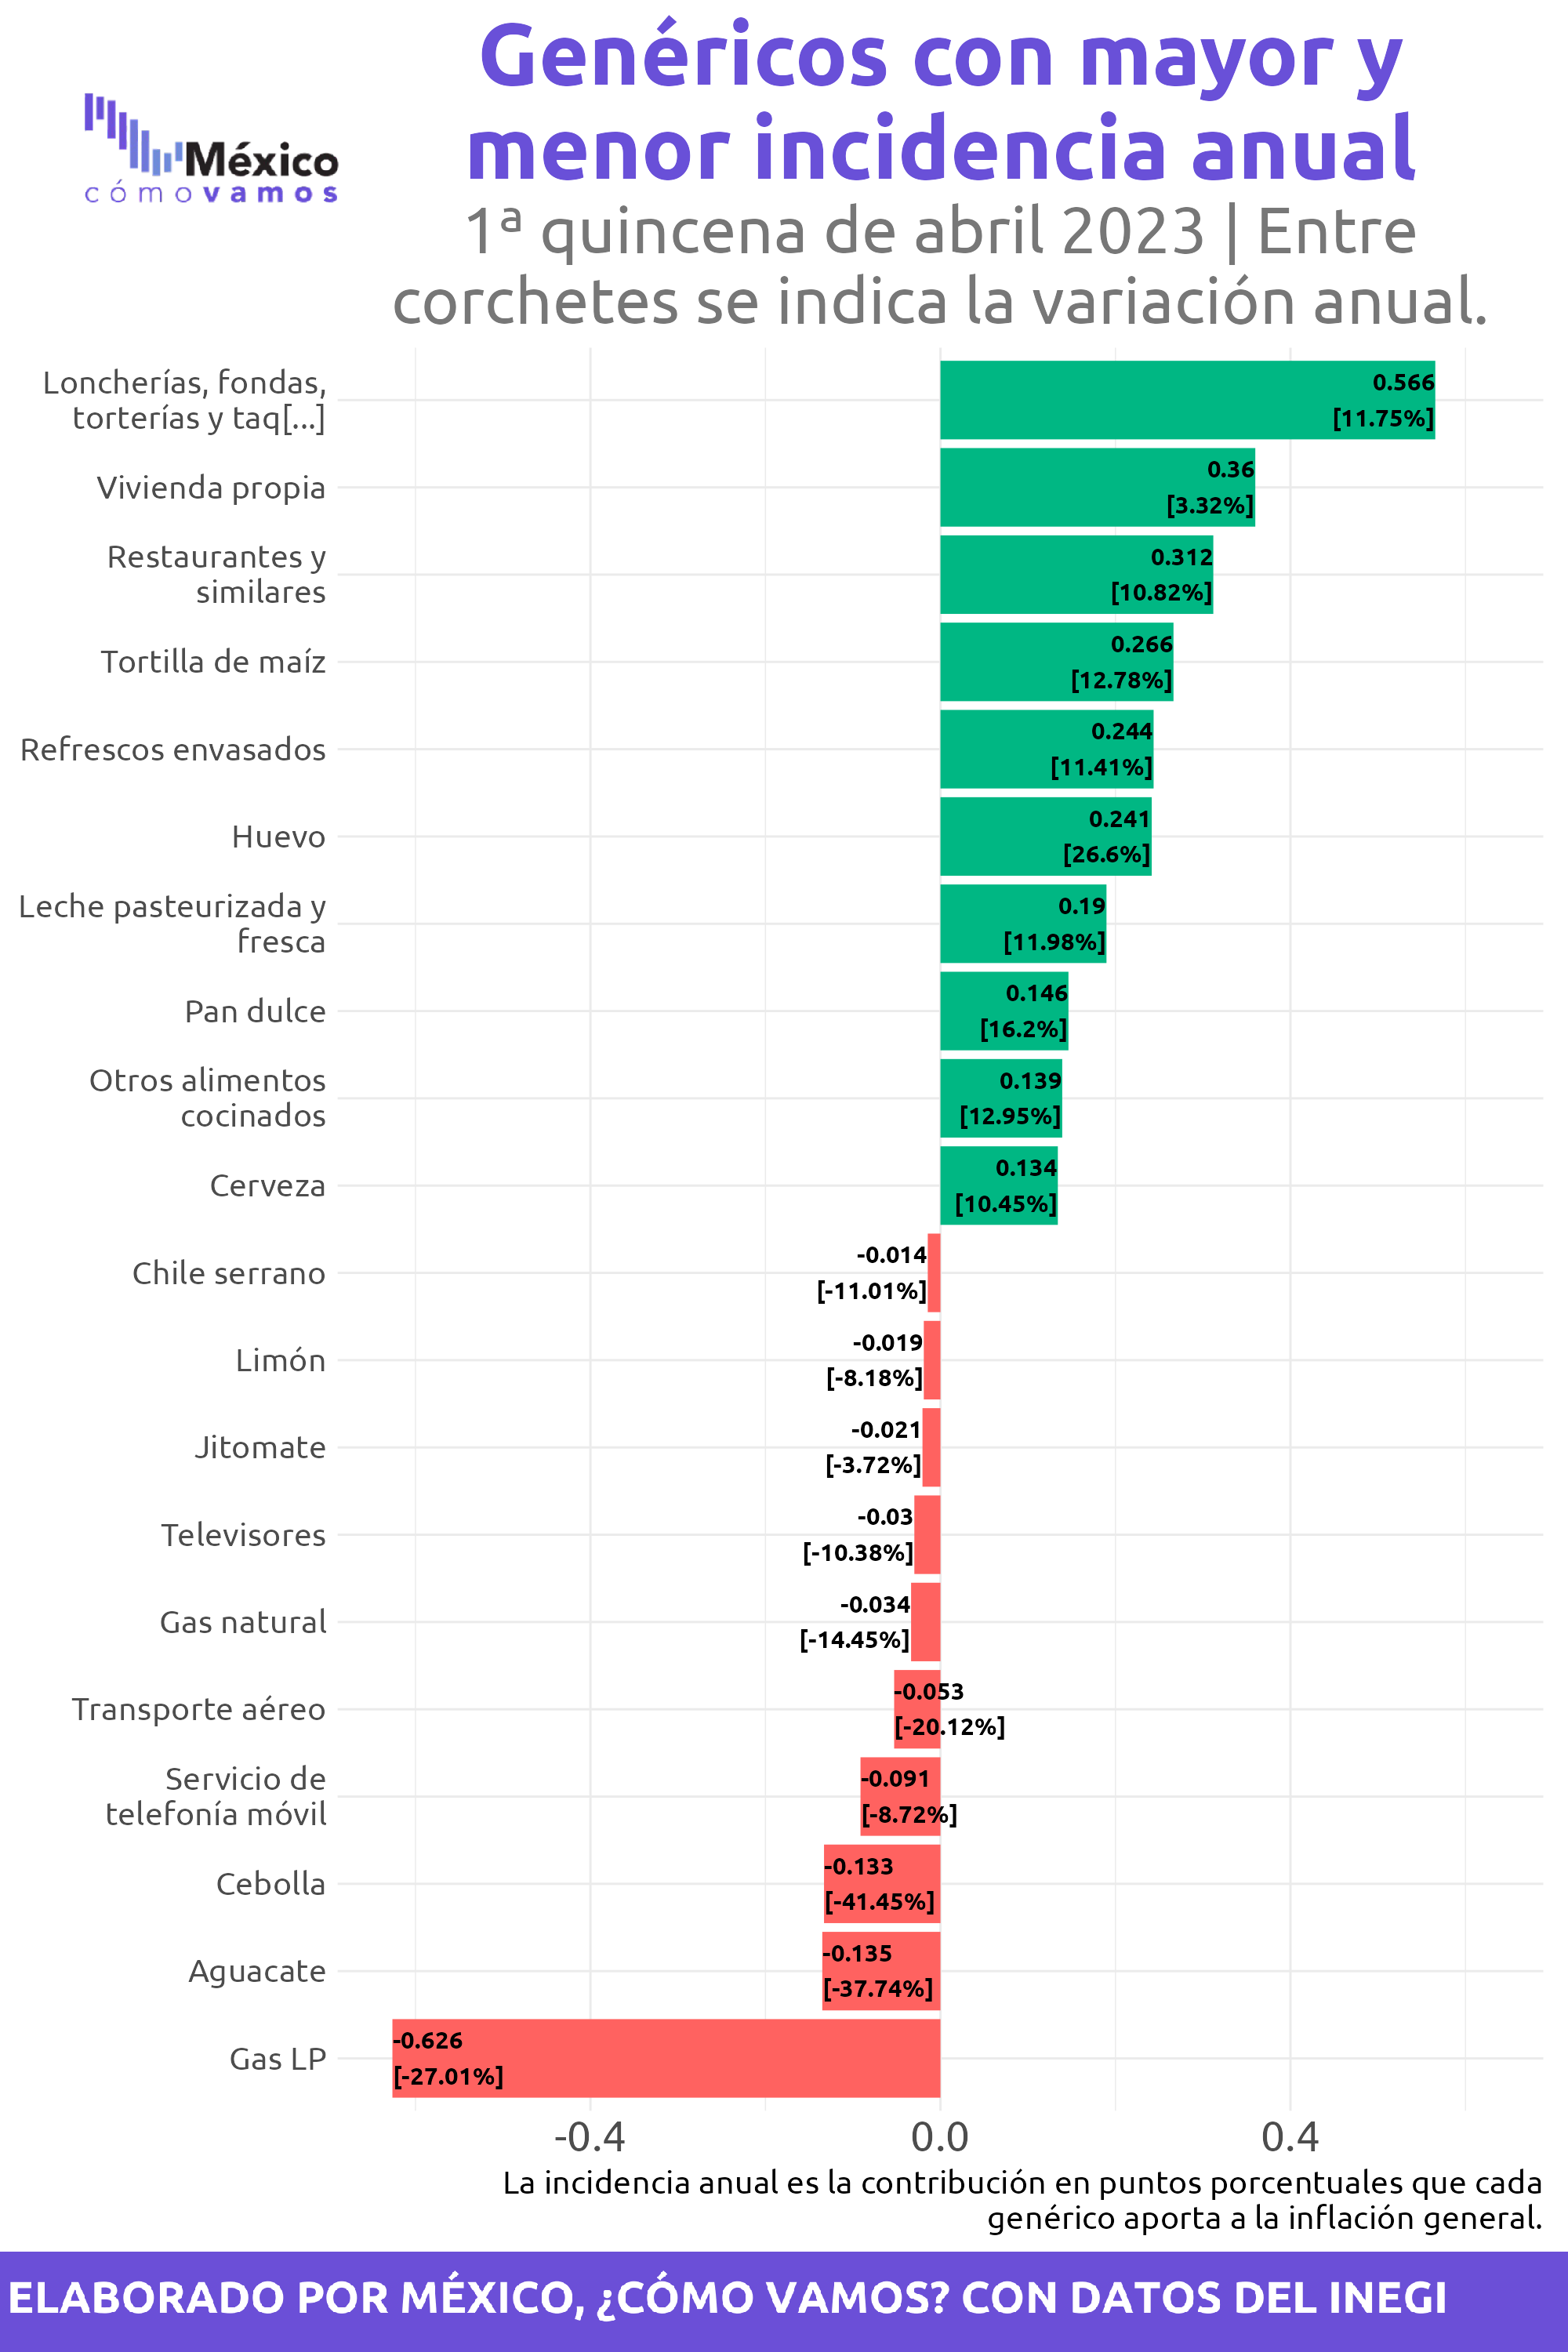 Genéricos con mayor y
menor incidencia anual
1ª quincena de abril 2023 | Entre
corchetes se indica la variación anual.
México
cómovamos
Loncherías, fondas,
torterías y taq[...]
0.566
[11.75%]
Vivienda propia
0.36
[3.32%]
Restaurantes y
similares
0.312
[10.82%]
Tortilla de maíz
0.266
[12.78%]
Refrescos envasados
0.244
[11.41%]
Huevo
0.241
[26.6%]
Leche pasteurizada y
fresca
0.19
[11.98%]
Pan dulce
0.146
[16.2%]
Otros alimentos
cocinados
0.139
[12.95%]
Cerveza
0.134
[10.45%]
Chile serrano
-0.014
[-11.01%]
Limón
-0.019
[-8.18%]
Jitomate
-0.021
[-3.72%]
Televisores
-0.03
[-10.38%]
Gas natural
-0.034
[-14.45%]
Transporte aéreo
-0.053
[-20.12%]
Servicio de
telefonía móvil
-0.091
[-8.72%]
Cebolla
-0.133
[-41.45%]
Aguacate
-0.135
[-37.74%]
Gas LP
-0.626
[-27.01%]
-0.4 0.0 0.4
La incidencia anual es la contribución en puntos porcentuales que cada
genérico aporta a la inflación general.
ELABORADO POR MÉXICO, ¿CÓMO VAMOS? CON DATOS DEL INEGI